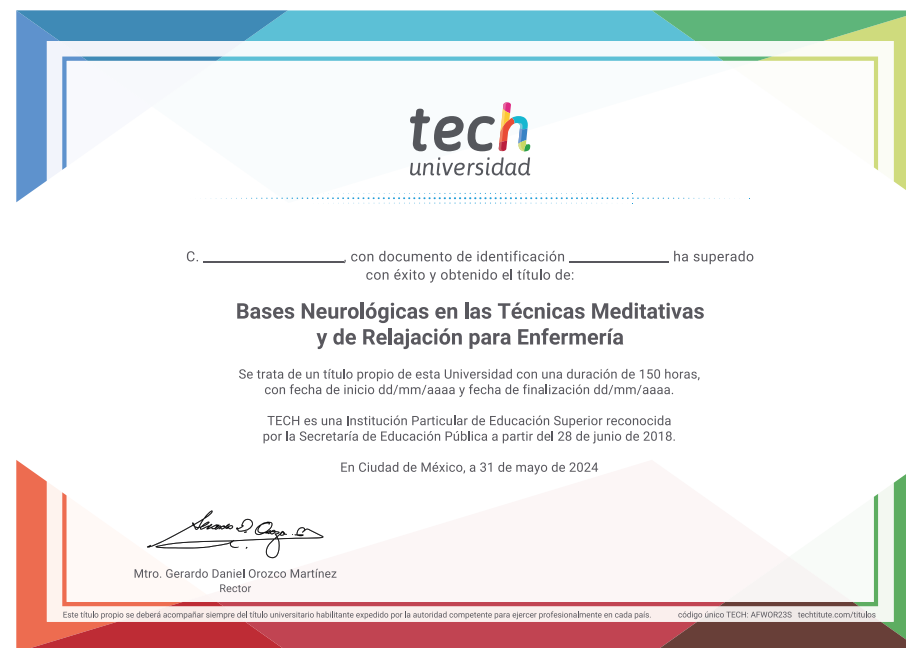 tech
universidad
C. ____________, con documento de identificación ____________ ha superado
con éxito y obtenido el título de:
Bases Neurológicas en las Técnicas Meditativas
y de Relajación para Enfermería
Se trata de un título propio de esta Universidad con una duración de 150 horas,
con fecha de inicio dd/mm/aaaa y fecha de finalización dd/mm/aaaa.
TECH es una Institución Particular de Educación Superior reconocida
por la Secretaría de Educación Pública a partir del 28 de junio de 2018.
En Ciudad de México, a 31 de mayo de 2024
Mtro. Gerardo Daniel Orozco Martínez
Rector
Este título propio se deberá acompañar siempre del título universitario habilitante expedido por la autoridad competente para ejercer profesionalmente en cada país. código único TECH: AFWOR23S techtitute.com/titulos